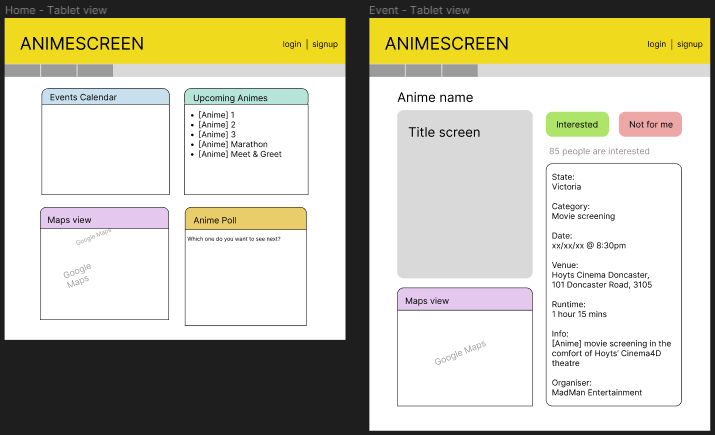 Home - Tablet view
ANIMESCREEN
login | signup
Events Calendar
Upcoming Animes
• [Anime] 1
• [Anime] 2
• [Anime] 3
• [Anime] Marathon
• [Anime] Meet & Greet
Maps view
Google Maps
Google
Maps
Anime Poll
Which one do you want to see next?
Event - Tablet view
ANIMESCREEN
login | signup
Anime name
Title screen
Interested
Not for me
85 people are interested
State:
Victoria
Category:
Movie screening
Date:
xx/xx/xx @ 8:30pm
Venue:
Hoyts Cinema Doncaster,
101 Doncaster Road, 3105
Runtime:
1 hour 15 mins
Info:
[Anime] movie screening in the
comfort of Hoyts' Cinema4D
theatre
Organiser:
MadMan Entertainment
Maps view
Google Maps